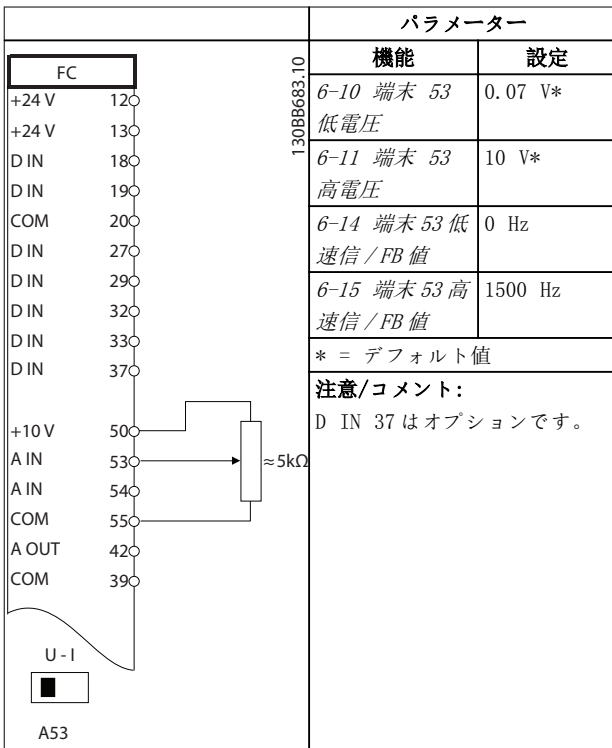 FC
+24 V 12
+24 V 13
D IN 18
D IN 19
COM 20
D IN 27
D IN 29
D IN 32
D IN 33
D IN 37
+10 V 50
A IN 53
A IN 54
COM 55
A OUT 42
COM 39
≈5kΩ
U - I
A53
130BB683.10
パラメーター
機能 設定
6-10 端末 53 0.07 V*
低電圧
6-11 端末 53 10 V*
高電圧
6-14 端末 53 低 0 Hz
速信/FB 値
6-15 端末 53 高 1500 Hz
速信/FB 値
* = デフォルト値
注意/コメント:
D IN 37 はオプションです。